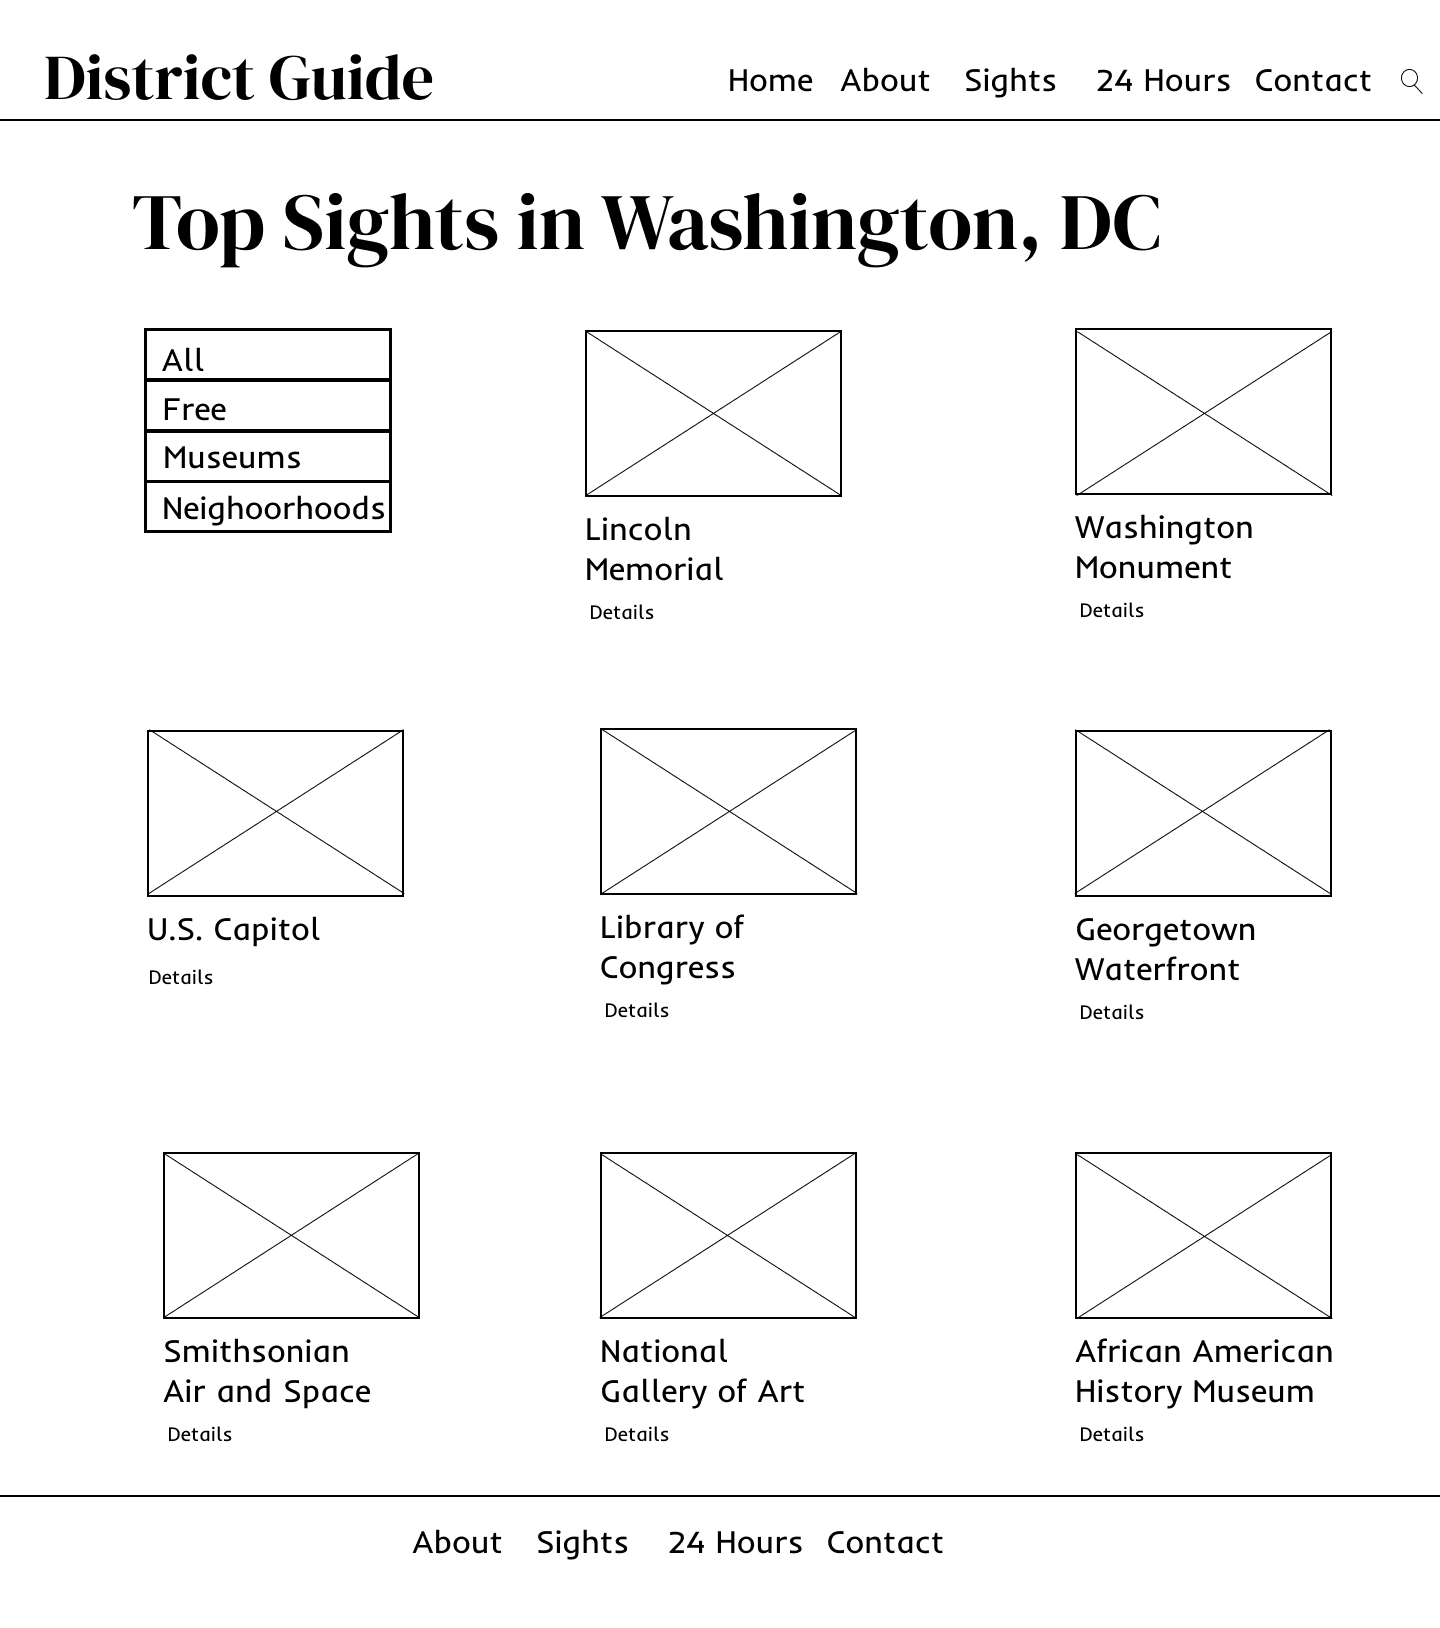 District Guide
Home About Sights 24 Hours Contact
Top Sights in Washington, DC
All
Free
Museums
Neighoorhoods
Lincoln
Memorial
Details
Washington
Monument
Details
U.S. Capitol
Details
Library of
Congress
Details
Georgetown
Waterfront
Details
Smithsonian
Air and Space
Details
National
Gallery of Art
Details
African American
History Museum
Details
About Sights 24 Hours Contact